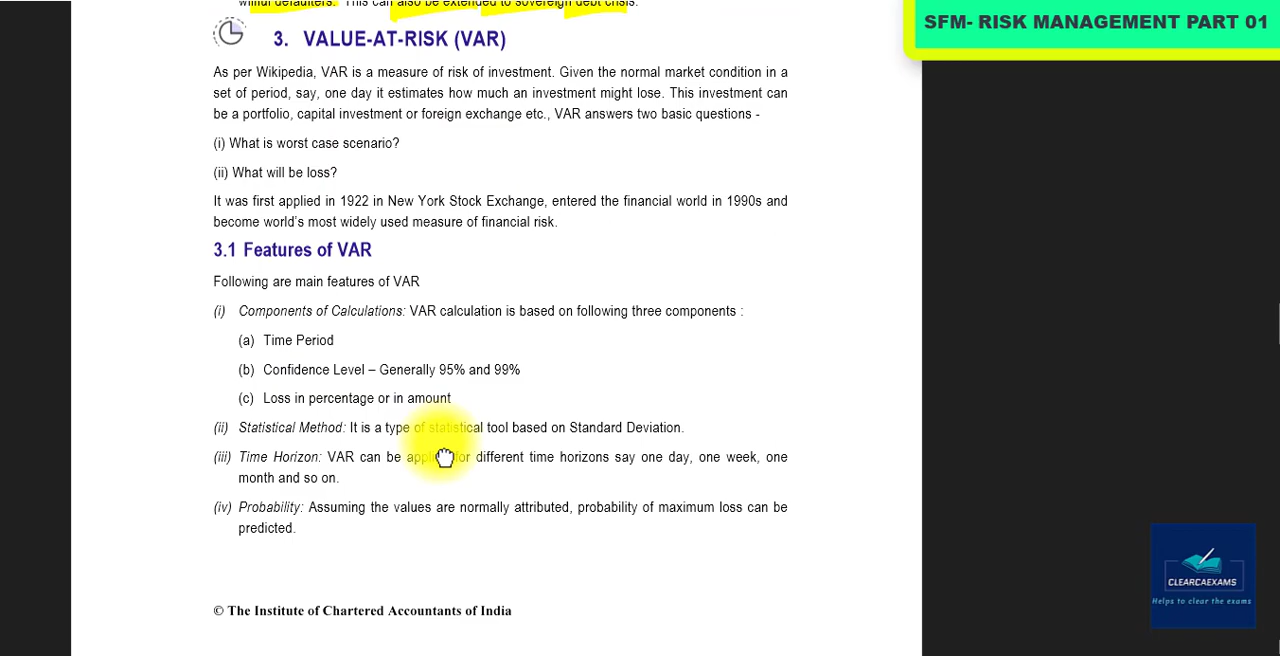 wilful defaulters. This can also be extended to sovereign debt crisis.
SFM- RISK MANAGEMENT PART 01
3. VALUE-AT-RISK (VAR)
As per Wikipedia, VAR is a measure of risk of investment. Given the normal market condition in a
set of period, say, one day it estimates how much an investment might lose. This investment can
be a portfolio, capital investment or foreign exchange etc., VAR answers two basic questions -
(i) What is worst case scenario?
(ii) What will be loss?
It was first applied in 1922 in New York Stock Exchange, entered the financial world in 1990s and
become world's most widely used measure of financial risk.
3.1 Features of VAR
Following are main features of VAR
(i) Components of Calculations: VAR calculation is based on following three components :
(a) Time Period
(b) Confidence Level – Generally 95% and 99%
(c) Loss in percentage or in amount
(ii) Statistical Method: It is a type of statistical tool based on Standard Deviation.
(iii) Time Horizon: VAR can be applied for different time horizons say one day, one week, one
month and so on.
(iv) Probability: Assuming the values are normally attributed, probability of maximum loss can be
predicted.
© The Institute of Chartered Accountants of India
CLEARCAEXAMS
Helps to clear the exams